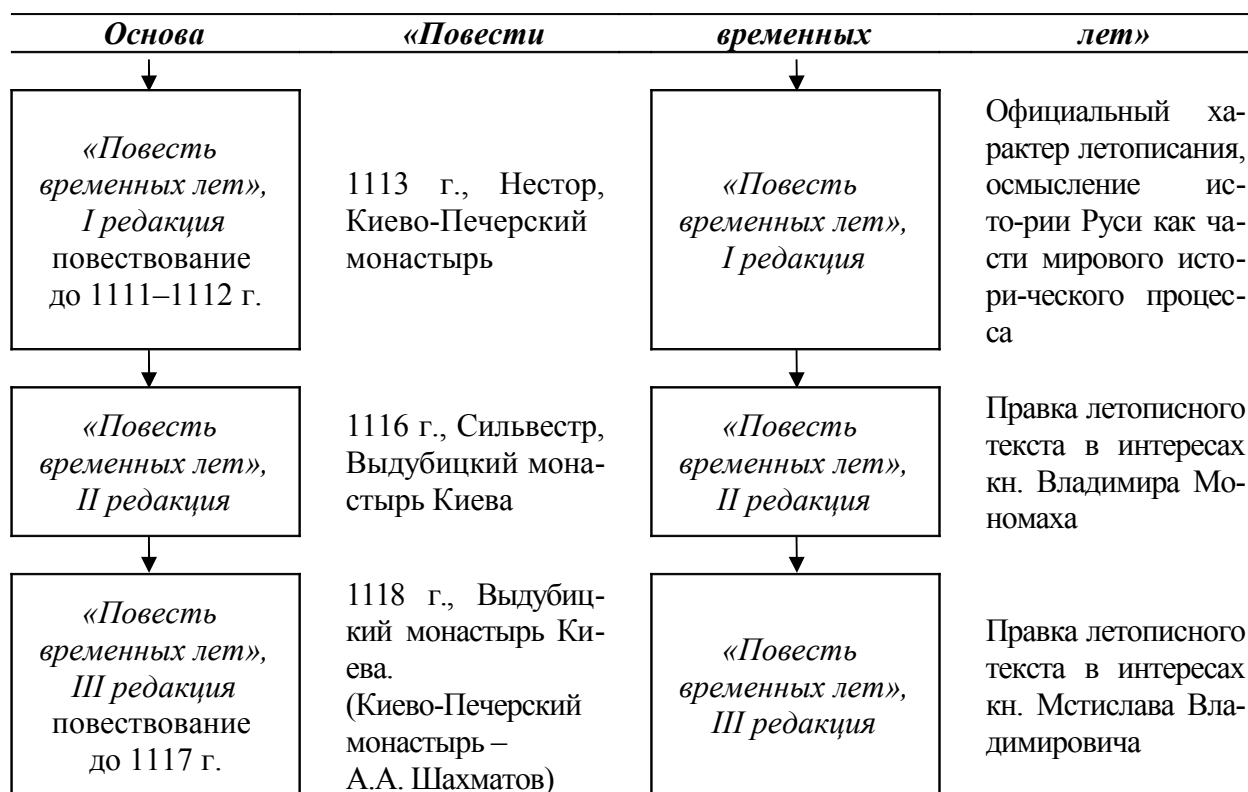 Основа «Повести временных лет»
«Повесть
временных лет»,
I редакция
повествование
до 1111–1112 г.
1113 г., Нестор,
Киево-Печерский
монастырь
«Повесть
временных лет»,
I редакция
Официальный ха-
рактер летописания,
осмысление ис-
то-рии Руси как ча-
сти мирового исто-
ри-ческого процес-
са
«Повесть
временных лет»,
II редакция
1116 г., Сильвестр,
Выдубицкий мона-
стырь Киева
«Повесть
временных лет»,
II редакция
Правка летописного
текста в интересах
кн. Владимира Мо-
номаха
«Повесть
временных лет»,
III редакция
повествование
до 1117 г.
1118 г., Выдубиц-
кий монастырь Ки-
ева.
(Киево-Печерский
монастырь –
А.А. Шахматов)
«Повесть
временных лет»,
III редакция
Правка летописного
текста в интересах
кн. Мстислава Вла-
димировича